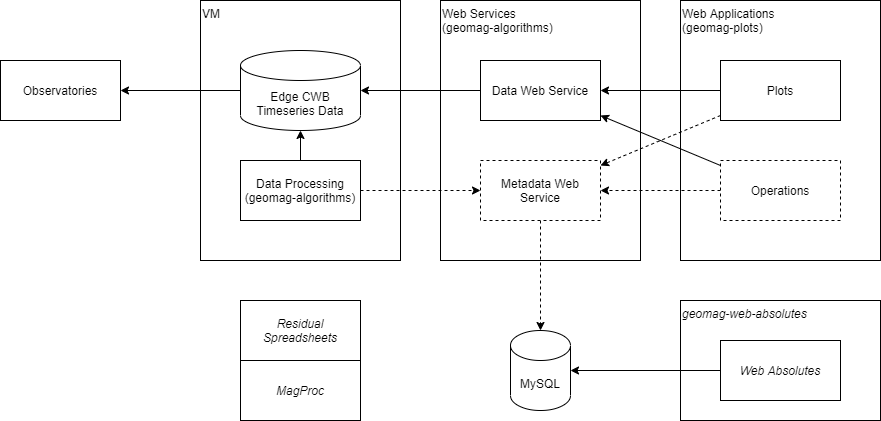 VM
Web Services
(geomag-algorithms)
Web Applications
(geomag-plots)
Observatories
Edge CWB
Timeseries Data
Data Web Service
Plots
Data Processing
(geomag-algorithms)
Metadata Web
Service
Operations
Residual
Spreadsheets
MagProc
MySQL
geomag-web-absolutes
Web Absolutes